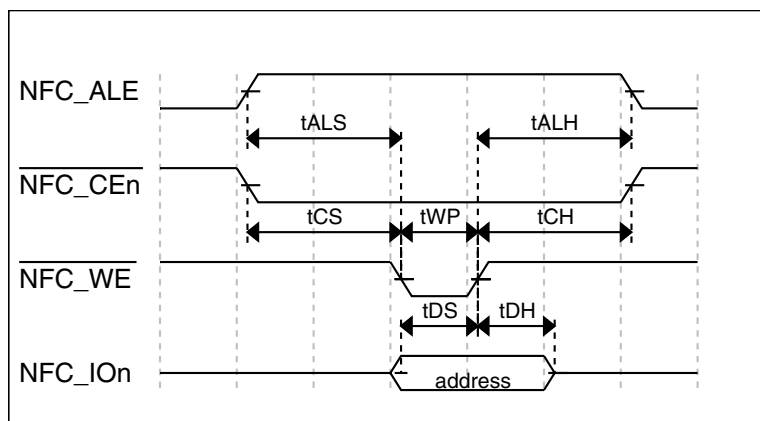 NFC_ALE
tALS tALH
NFC_CEn
tCS tWP tCH
NFC_WE
tDS tDH
NFC_IOn
address